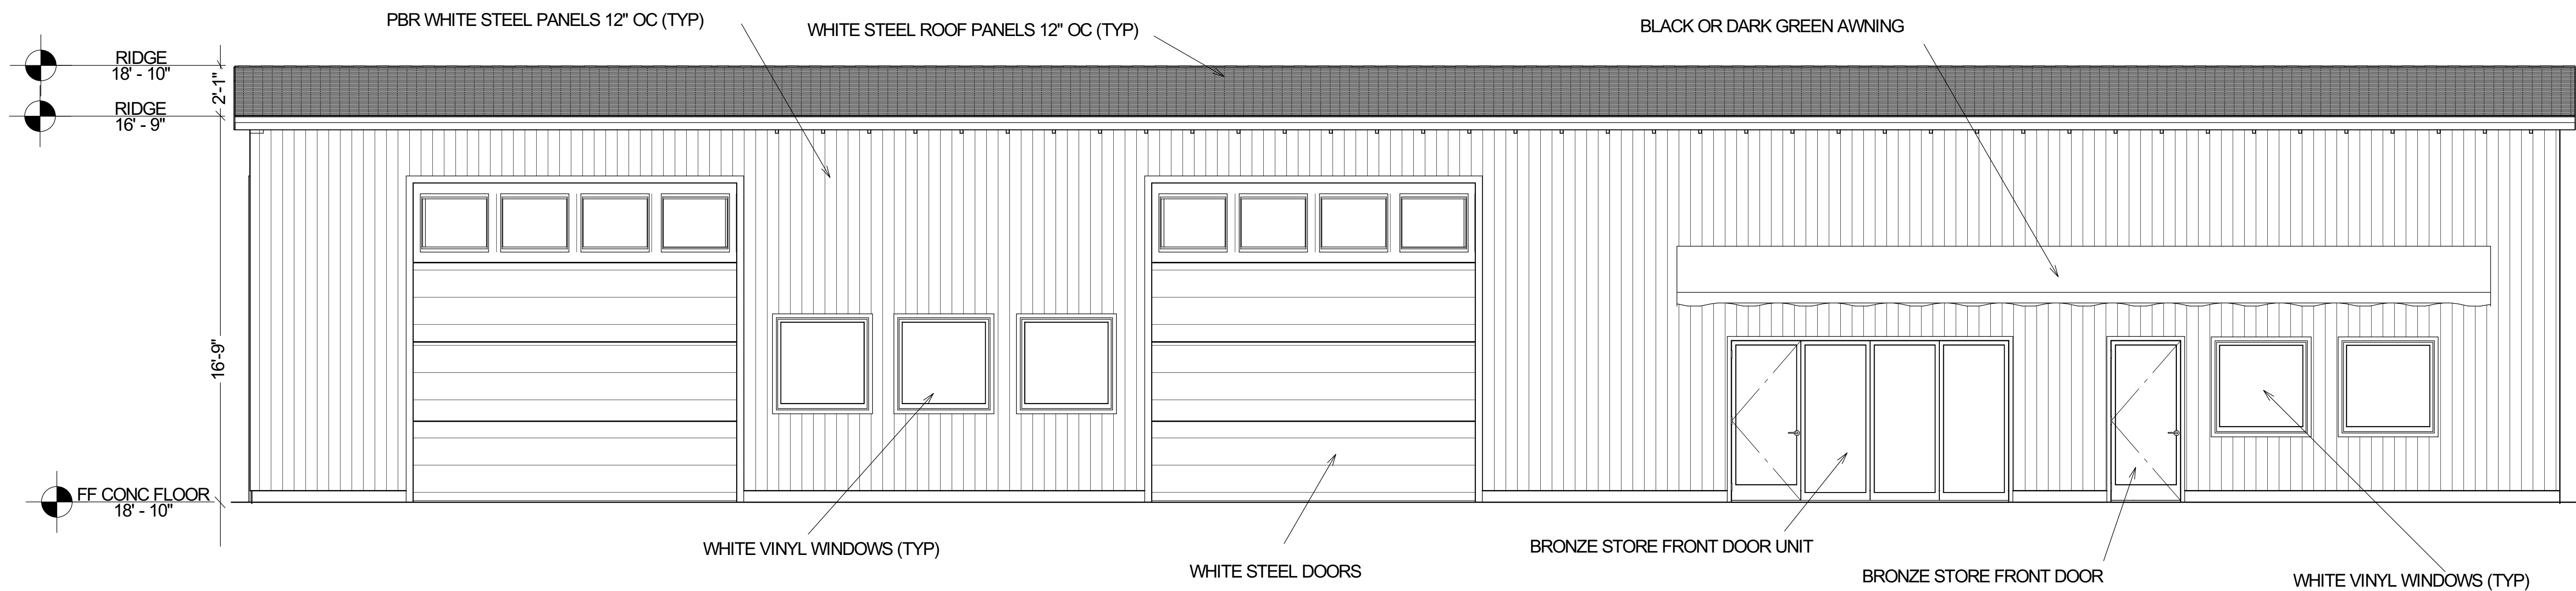 PBR WHITE STEEL PANELS 12" OC (TYP)
WHITE STEEL ROOF PANELS 12" OC (TYP)
BLACK OR DARK GREEN AWNING
RIDGE
18' - 10"
2'-1"
RIDGE
16' - 9"
16'-9"
FF CONC FLOOR
18' - 10"
WHITE VINYL WINDOWS (TYP)
WHITE STEEL DOORS
BRONZE STORE FRONT DOOR UNIT
BRONZE STORE FRONT DOOR
WHITE VINYL WINDOWS (TYP)